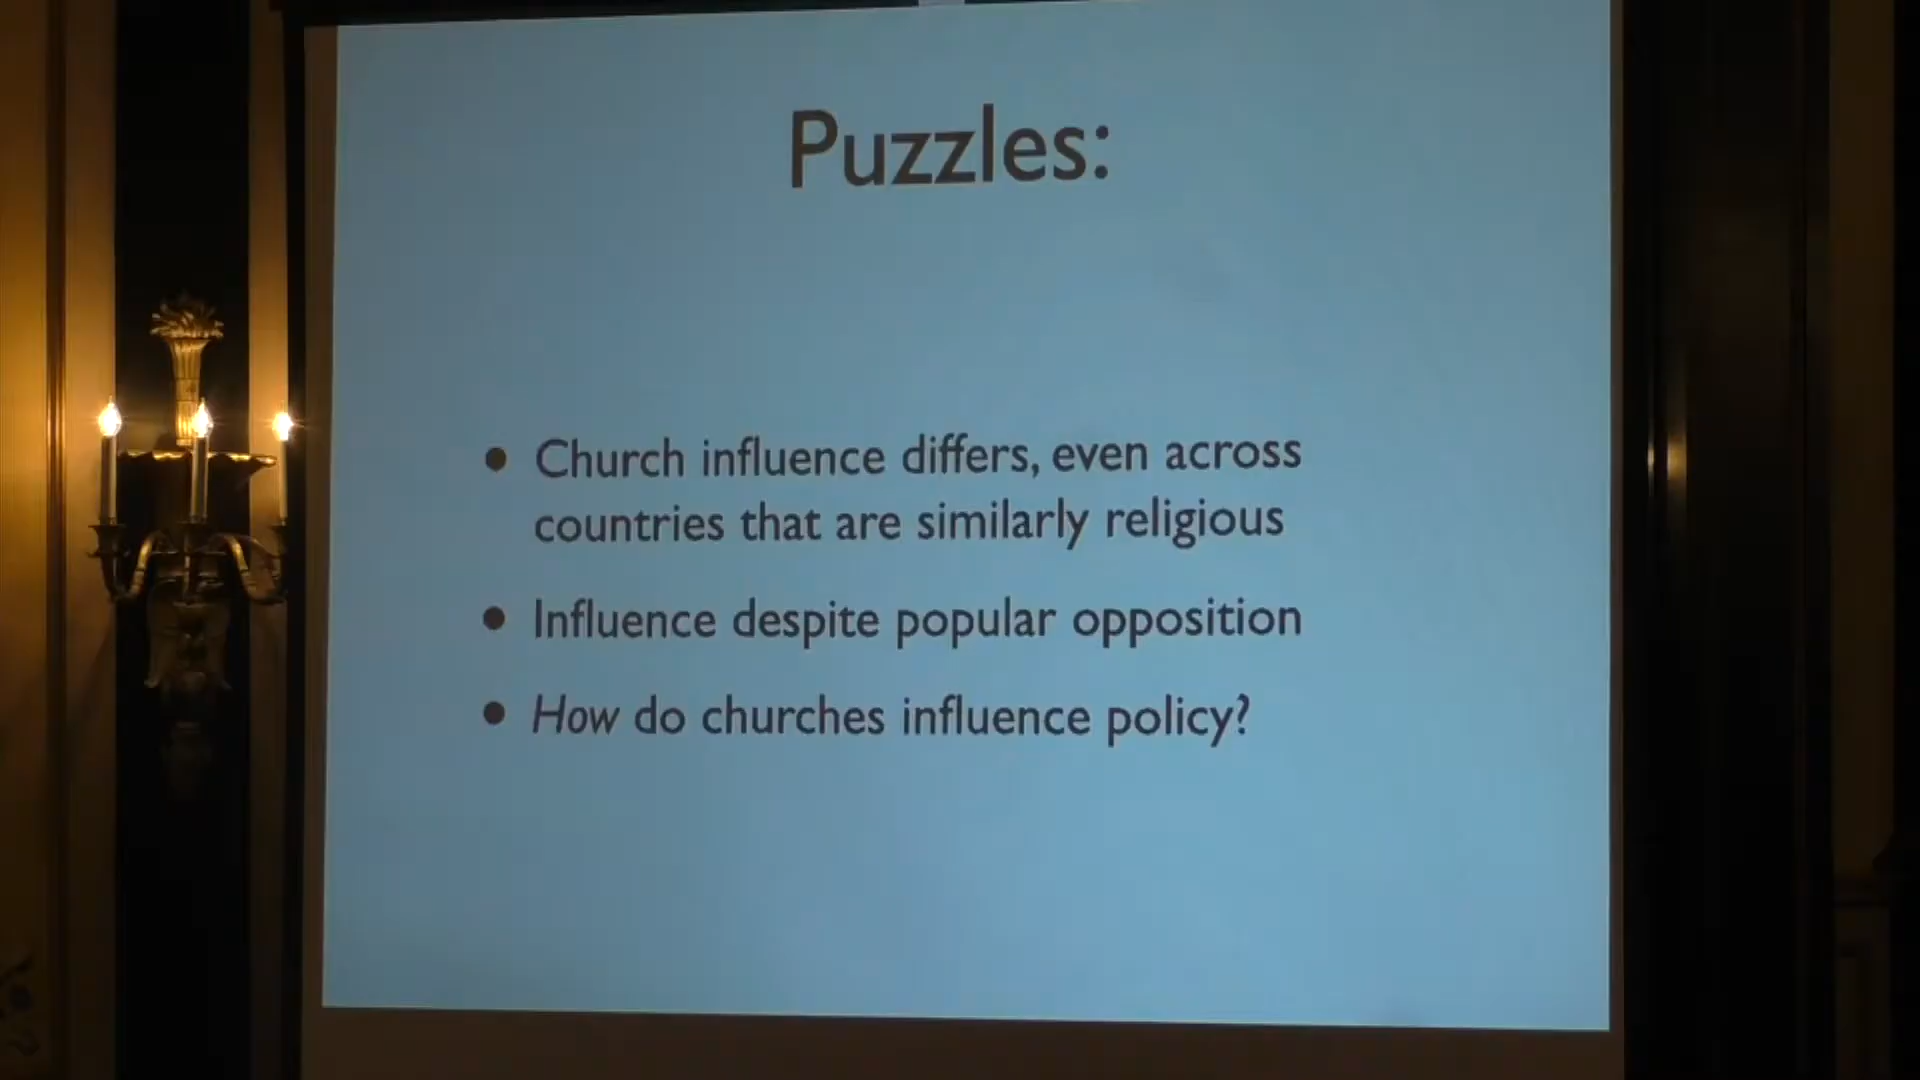 Puzzles:
• Church influence differs, even across
countries that are similarly religious
• Influence despite popular opposition
• How do churches influence policy?